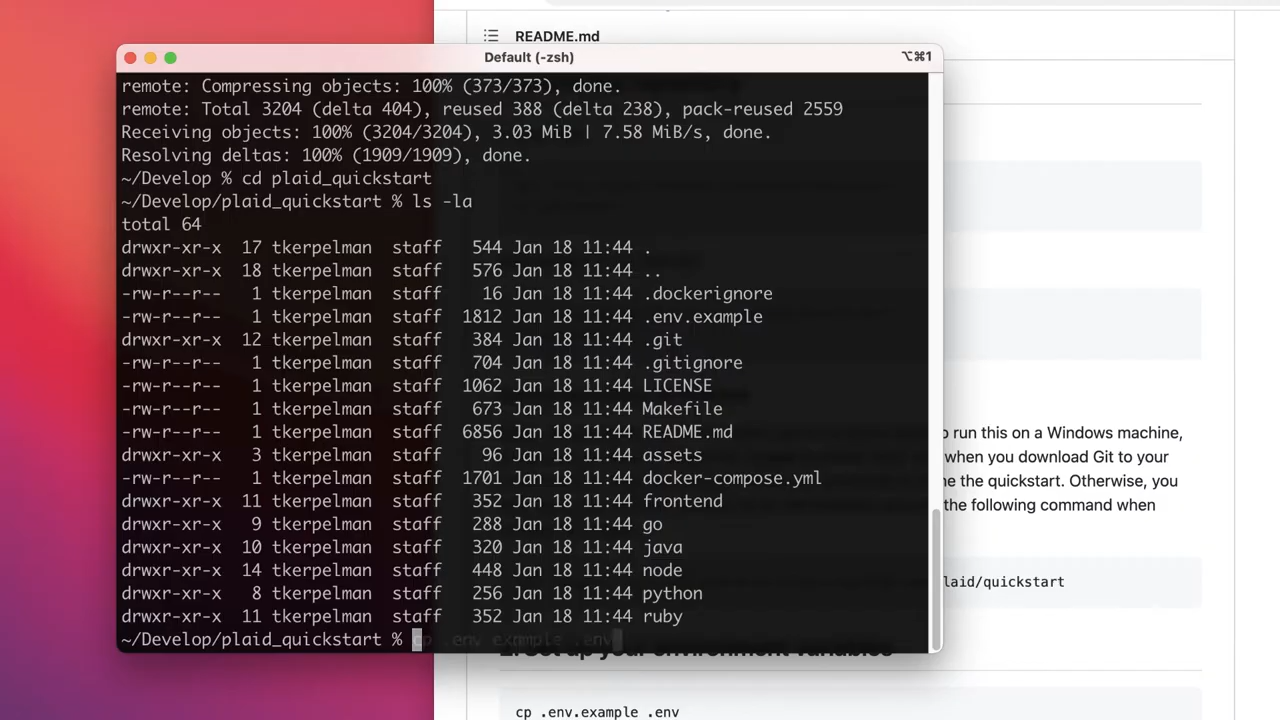 README.md
Default (-zsh)
⌥⌘1
remote: Compressing objects: 100% (373/373), done.
remote: Total 3204 (delta 404), reused 388 (delta 238), pack-reused 2559
Receiving objects: 100% (3204/3204), 3.03 MiB | 7.58 MiB/s, done.
Resolving deltas: 100% (1909/1909), done.
~/Develop % cd plaid_quickstart
~/Develop/plaid_quickstart % ls -la
total 64
drwxr-xr-x 17 tkerpelman staff 544 Jan 18 11:44 .
drwxr-xr-x 18 tkerpelman staff 576 Jan 18 11:44 ..
-rw-r--r-- 1 tkerpelman staff 16 Jan 18 11:44 .dockerignore
-rw-r--r-- 1 tkerpelman staff 1812 Jan 18 11:44 .env.example
drwxr-xr-x 12 tkerpelman staff 384 Jan 18 11:44 .git
-rw-r--r-- 1 tkerpelman staff 704 Jan 18 11:44 .gitignore
-rw-r--r-- 1 tkerpelman staff 1062 Jan 18 11:44 LICENSE
-rw-r--r-- 1 tkerpelman staff 673 Jan 18 11:44 Makefile
-rw-r--r-- 1 tkerpelman staff 6856 Jan 18 11:44 README.md
drwxr-xr-x 3 tkerpelman staff 96 Jan 18 11:44 assets
-rw-r--r-- 1 tkerpelman staff 1701 Jan 18 11:44 docker-compose.yml
drwxr-xr-x 11 tkerpelman staff 352 Jan 18 11:44 frontend
drwxr-xr-x 9 tkerpelman staff 288 Jan 18 11:44 go
drwxr-xr-x 10 tkerpelman staff 320 Jan 18 11:44 java
drwxr-xr-x 14 tkerpelman staff 448 Jan 18 11:44 node
drwxr-xr-x 8 tkerpelman staff 256 Jan 18 11:44 python
drwxr-xr-x 11 tkerpelman staff 352 Jan 18 11:44 ruby
~/Develop/plaid_quickstart % cp .env.example .env
run this on a Windows machine,
when you download Git to your
the quickstart. Otherwise, you
the following command when
laid/quickstart
up your environment variables
cp .env.example .env